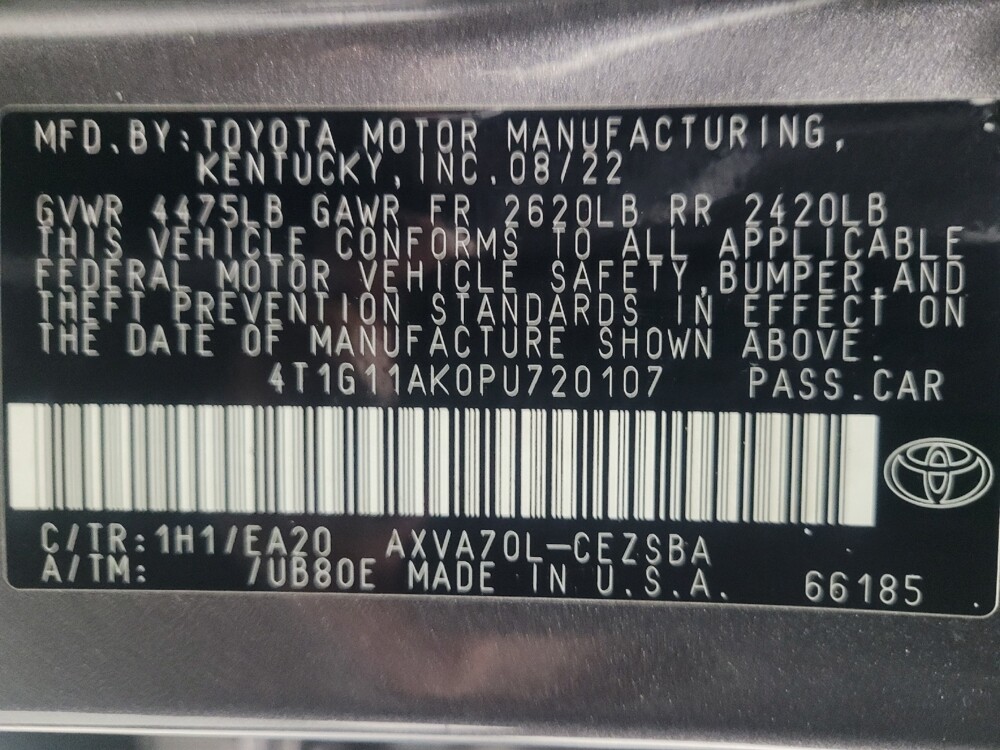 MFD.BY:TOYOTA MOTOR MANUFACTURING,
KENTUCKY, INC.08/22
GVWR 4475LB GAWR FR 2620LB RR 2420LB
THIS VEHICLE CONFORMS TO ALL APPLICABLE
FEDERAL MOTOR VEHICLE SAFETY,BUMPER,AND
THEFT PREVENTION STANDARDS IN EFFECT ON
THE DATE OF MANUFACTURE SHOWN ABOVE.
4T1G11AK0PU720107 PASS.CAR
C/TR:1H1/EA20 AXVA70L-CEZSBA
A/TM: /UB80E MADE IN U.S.A. 66185